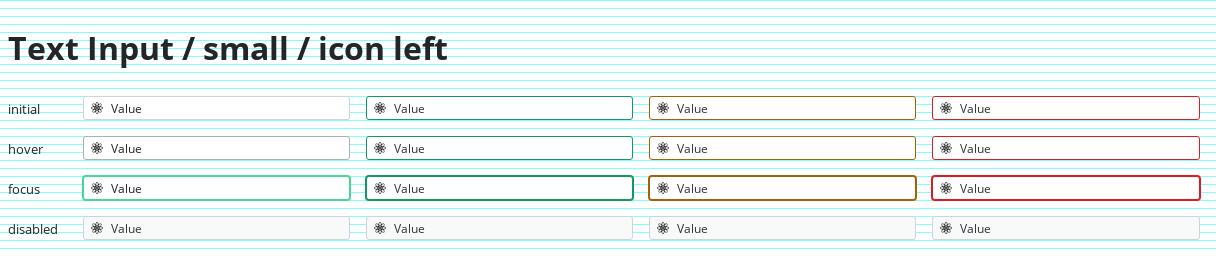 Text Input / small / icon left
initial Value Value Value Value
hover Value Value Value Value
focus Value Value Value Value
disabled Value Value Value Value